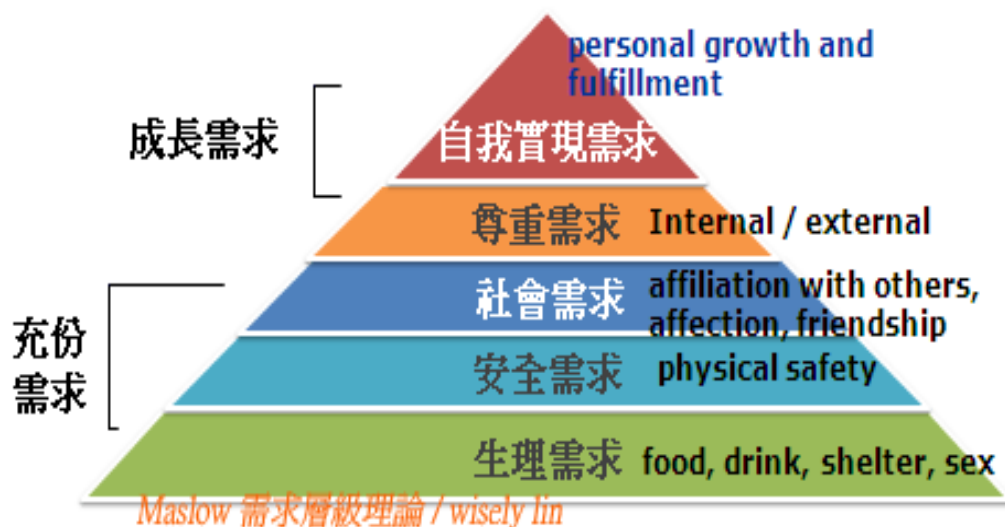 personal growth and
fulfillment
成長需求
自我實現需求
尊重需求 Internal / external
社會需求 affiliation with others,
affection, friendship
充份
需求
安全需求 physical safety
生理需求 food, drink, shelter, sex
Maslow 需求層級理論 / wisely lin